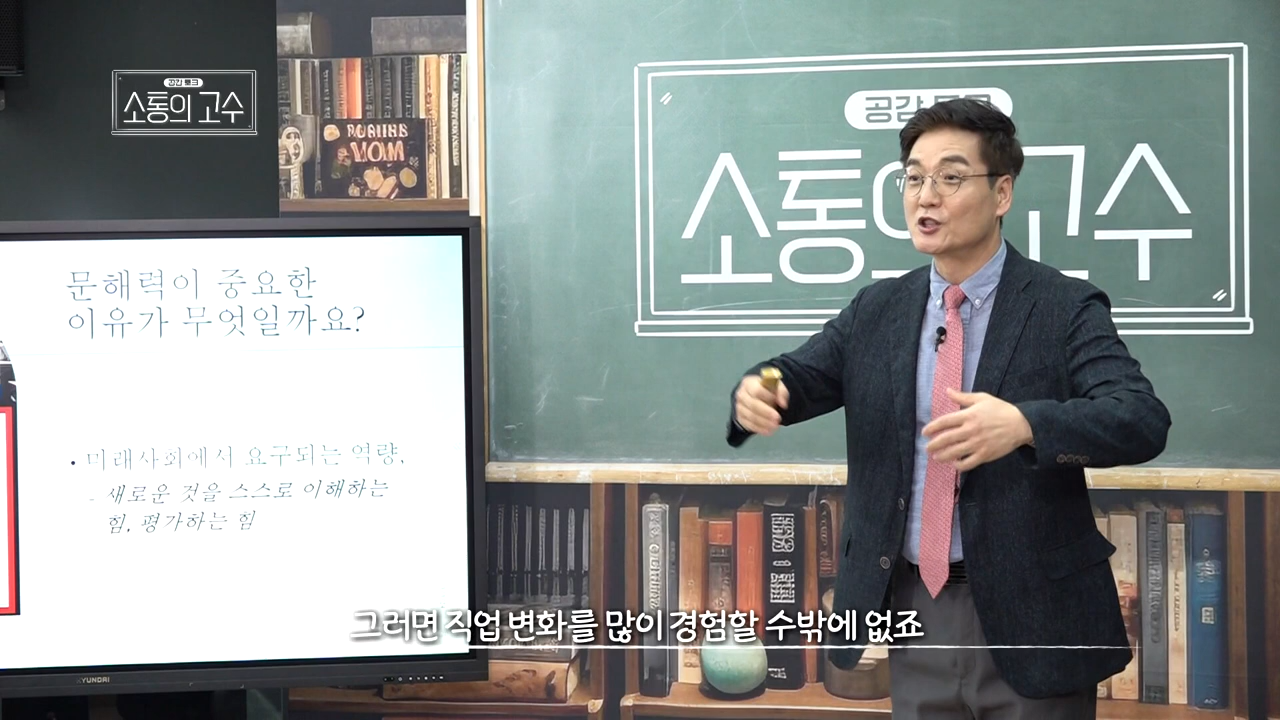 공감 토크
소통의 고수
공감
소통의 고수
문해력이 중요한
이유가 무엇일까요?
• 미래사회에서 요구되는 역량,
- 새로운 것을 스스로 이해하는
힘, 평가하는 힘
그러면 직업 변화를 많이 경험할 수밖에 없죠
HYUNDAI